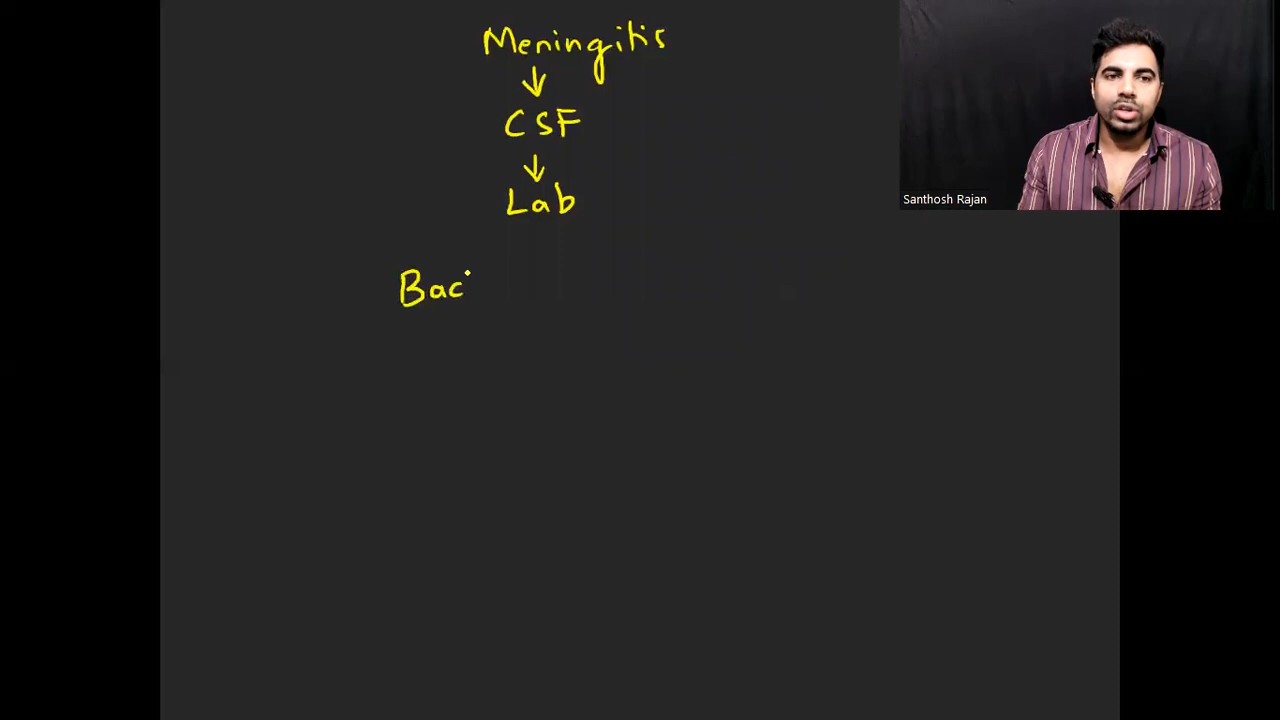 Meningitis
↓
CSF
↓
Lab
Santhosh Rajan
Bac